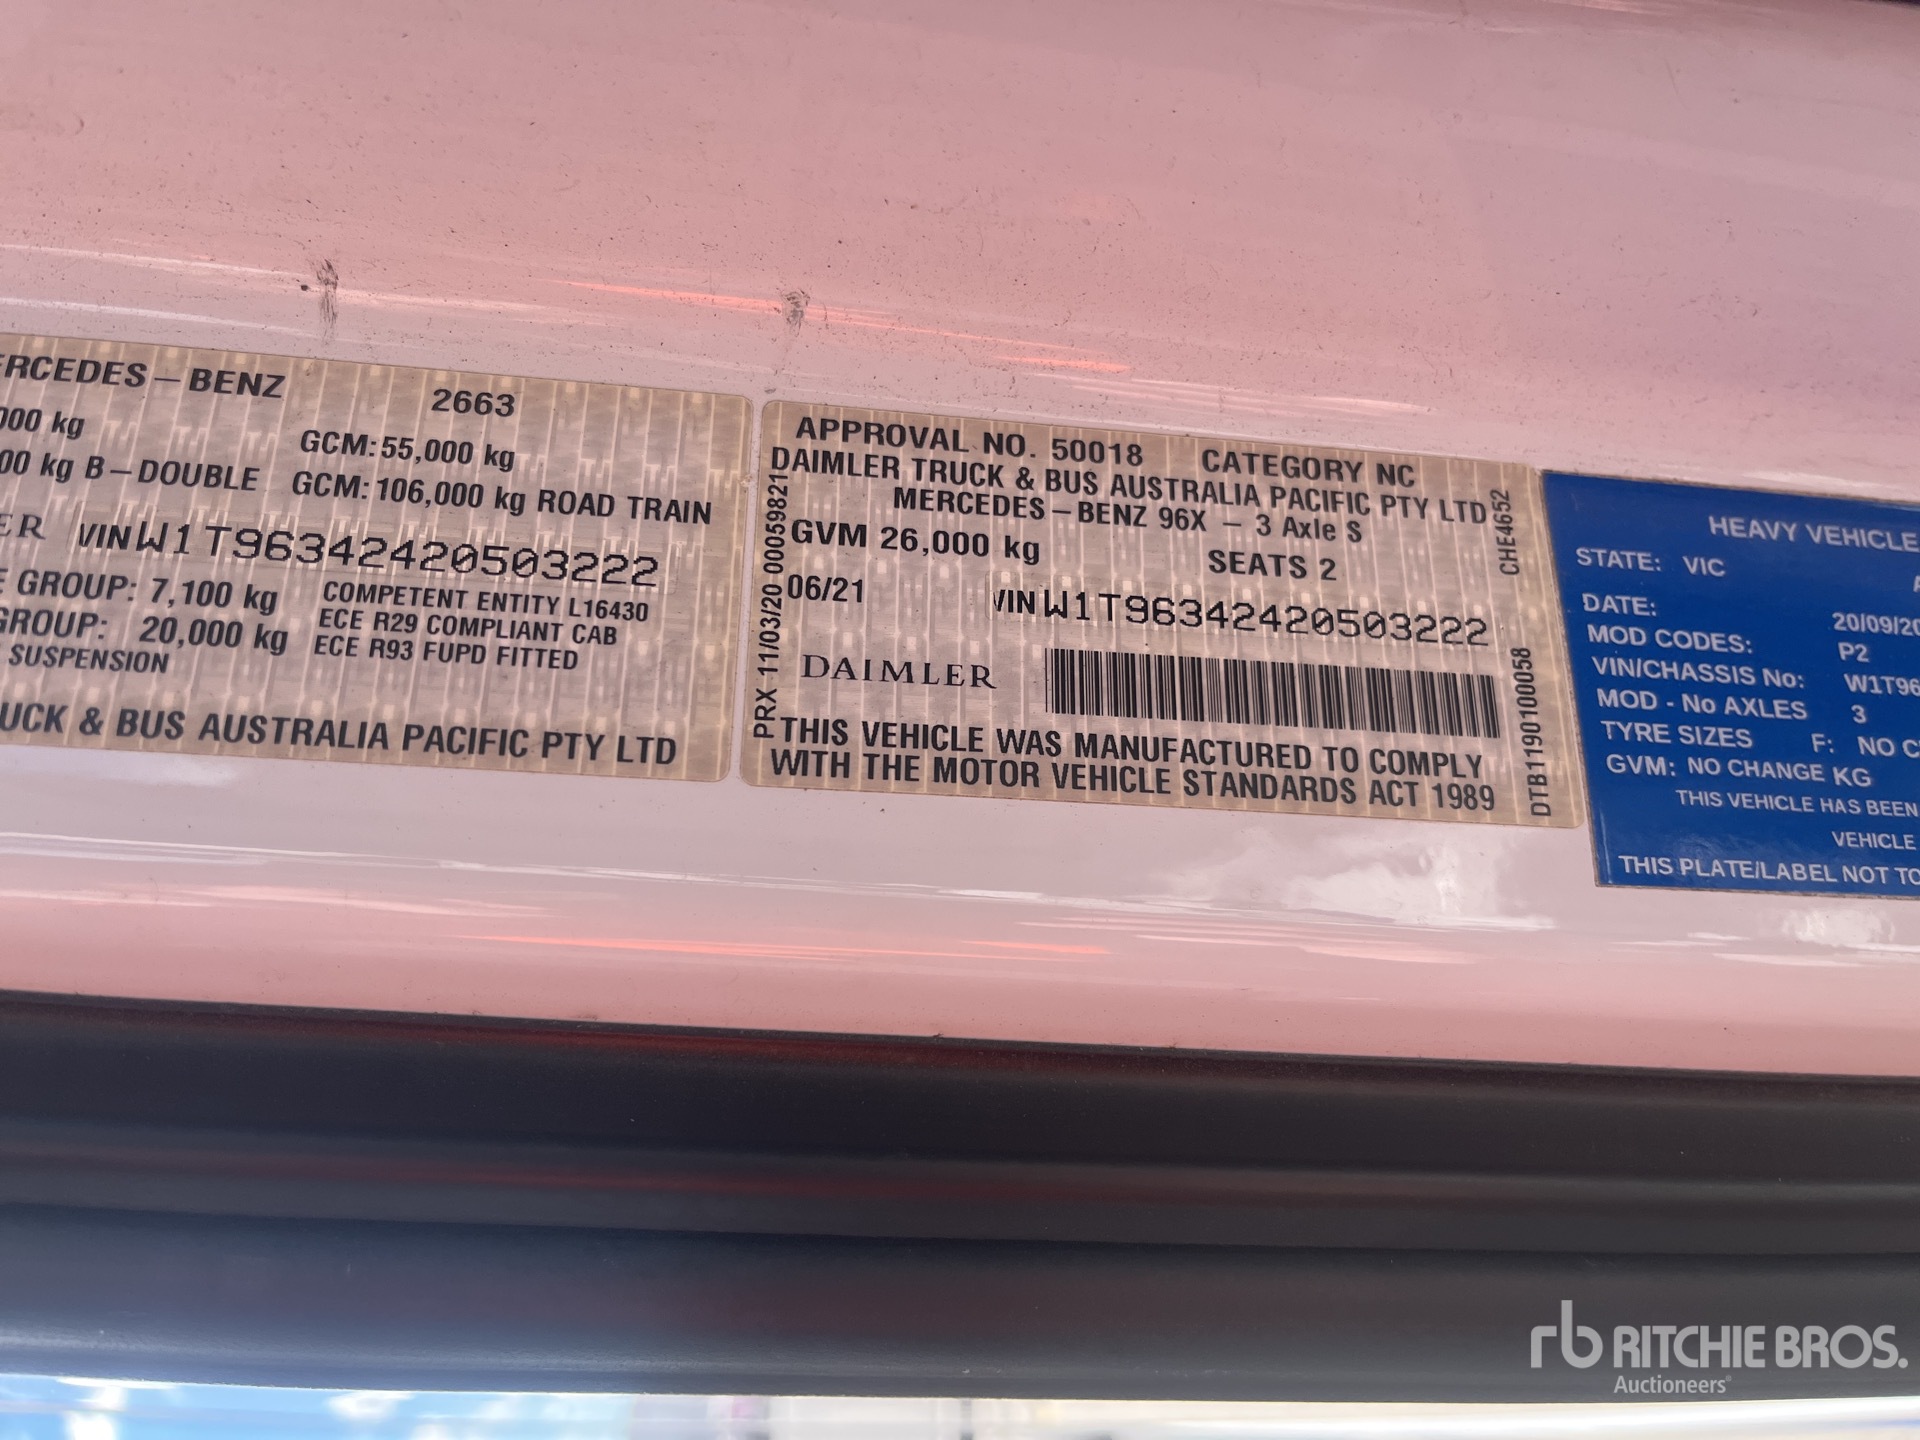 MERCEDES-BENZ 2663
000 kg GCM: 55,000 kg
00 kg B-DOUBLE GCM: 106,000 kg ROAD TRAIN
ER VIN W1T96342420503222
E GROUP: 7,100 kg
GROUP: 20,000 kg
SUSPENSION
COMPETENT ENTITY L16430
ECE R29 COMPLIANT CAB
ECE R93 FUPD FITTED
UCK & BUS AUSTRALIA PACIFIC PTY LTD
APPROVAL NO. 50018 CATEGORY NC
DAIMLER TRUCK & BUS AUSTRALIA PACIFIC PTY LTD
MERCEDES-BENZ 96X - 3 Axle S
GVM 26,000 kg SEATS 2
06/21 VIN W1T96342420503222
DAIMLER
THIS VEHICLE WAS MANUFACTURED TO COMPLY
WITH THE MOTOR VEHICLE STANDARDS ACT 1989
PRX 11/03/20 000598217
CHE4652
DTB1190100058
HEAVY VEHICLE
STATE: VIC
DATE: 20/09/20
MOD CODES: P2
VIN/CHASSIS No: W1T96
MOD - No AXLES 3
TYRE SIZES F: NO C
GVM: NO CHANGE KG
THIS VEHICLE HAS BEEN
VEHICLE
THIS PLATE/LABEL NOT TO
rb RITCHIE BROS.
Auctioneers